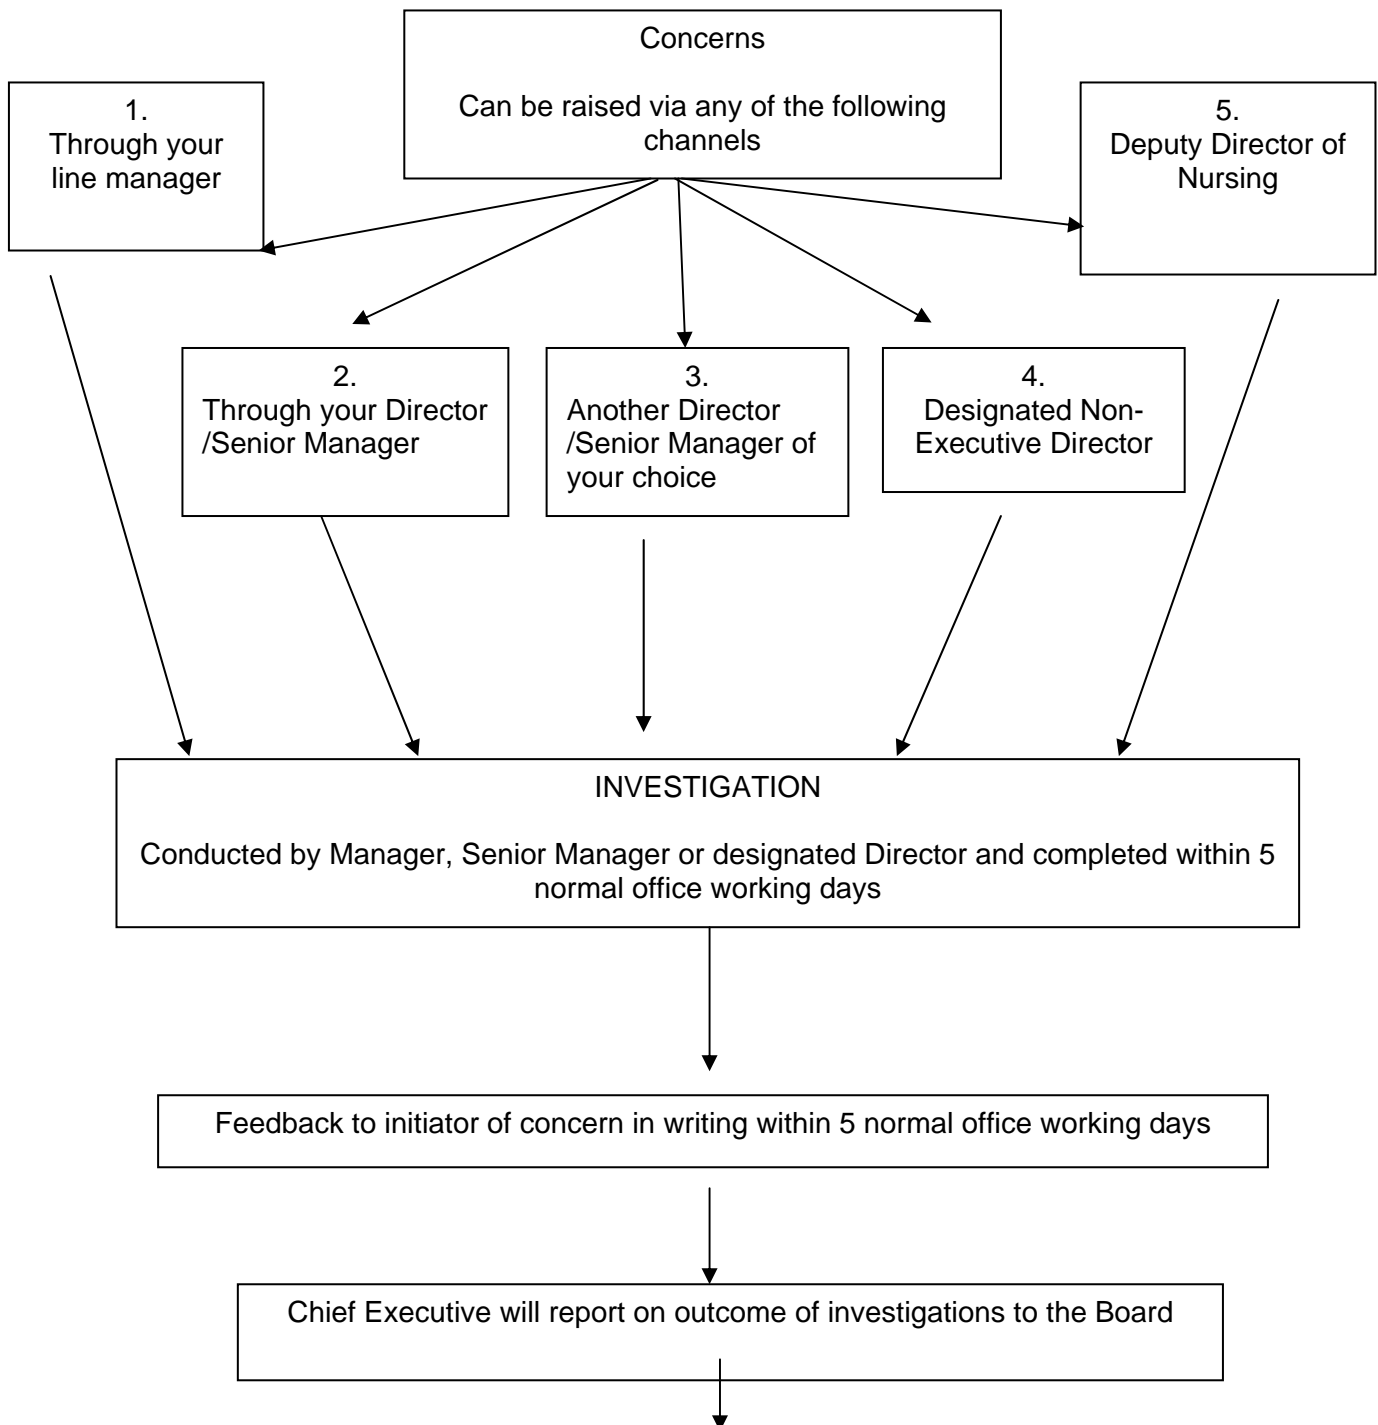 Concerns
Can be raised via any of the following
channels
1.
Through your
line manager
5.
Deputy Director of
Nursing
2.
Through your Director
/Senior Manager
3.
Another Director
/Senior Manager of
your choice
4.
Designated Non-
Executive Director
INVESTIGATION
Conducted by Manager, Senior Manager or designated Director and completed within 5
normal office working days
Feedback to initiator of concern in writing within 5 normal office working days
Chief Executive will report on outcome of investigations to the Board